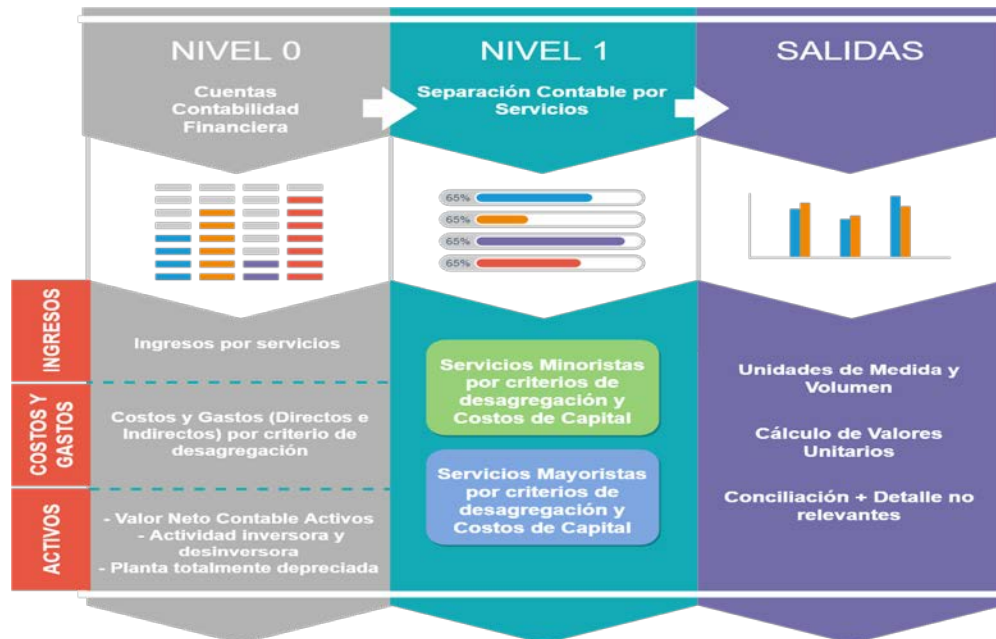 NIVEL 0
Cuentas
Contabilidad
Financiera
NIVEL 1
Separación Contable por
Servicios
SALIDAS
65%
65%
65%
65%
INGRESOS
Ingresos por servicios
COSTOS Y
GASTOS
Costos y Gastos (Directos e
Indirectos) por criterio de
desagregación
ACTIVOS
- Valor Neto Contable Activos
- Actividad inversora y
desinversora
- Planta totalmente depreciada
Servicios Minoristas
por criterios de
desagregación y
Costos de Capital
Servicios Mayoristas
por criterios de
desagregación y
Costos de Capital
Unidades de Medida y
Volumen
Cálculo de Valores
Unitarios
Conciliación + Detalle no
relevantes